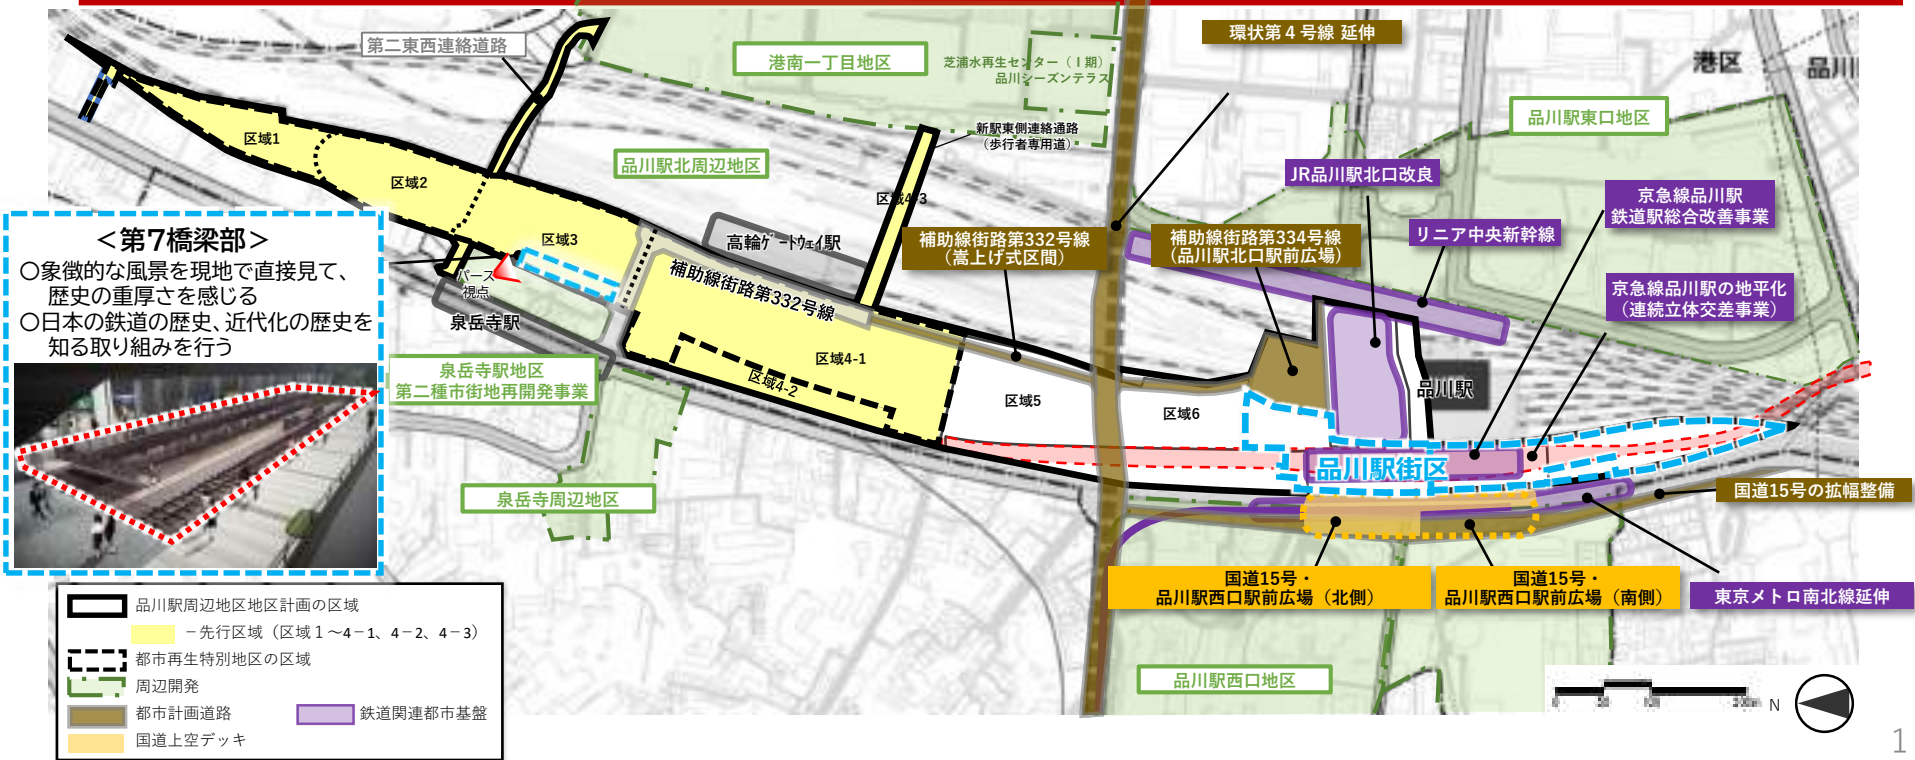 第二東西連絡道路
港南一丁目地区
芝浦水再生センター（Ⅰ期）
品川シーズンテラス
環状第４号線 延伸
港区
品川
品川駅東口地区
区域1
区域2
区域3
品川駅北周辺地区
新駅東側連絡通路
（歩行者専用道）
区域4-3
高輪ｹﾞｰﾄｳｪｲ駅
補助線街路第332号線
（嵩上げ式区間）
補助線街路第334号線
（品川駅北口駅前広場）
JR品川駅北口改良
リニア中央新幹線
京急線品川駅
鉄道駅総合改善事業
京急線品川駅の地平化
（連続立体交差事業）
＜第7橋梁部＞
○象徴的な風景を現地で直接見て、
歴史の重厚さを感じる
○日本の鉄道の歴史、近代化の歴史を
知る取り組みを行う
パース
視点
泉岳寺駅
補助線街路第332号線
泉岳寺駅地区
第二種市街地再開発事業
区域4-1
区域4-2
区域5
区域6
品川駅
品川駅街区
泉岳寺周辺地区
国道15号の拡幅整備
国道15号・
品川駅西口駅前広場（北側）
国道15号・
品川駅西口駅前広場（南側）
東京メトロ南北線延伸
品川駅西口地区
品川駅周辺地区地区計画の区域
－先行区域（区域１～4－1、4－2、4－3）
都市再生特別地区の区域
周辺開発
都市計画道路
鉄道関連都市基盤
国道上空デッキ
0 50 100 200m
N
1